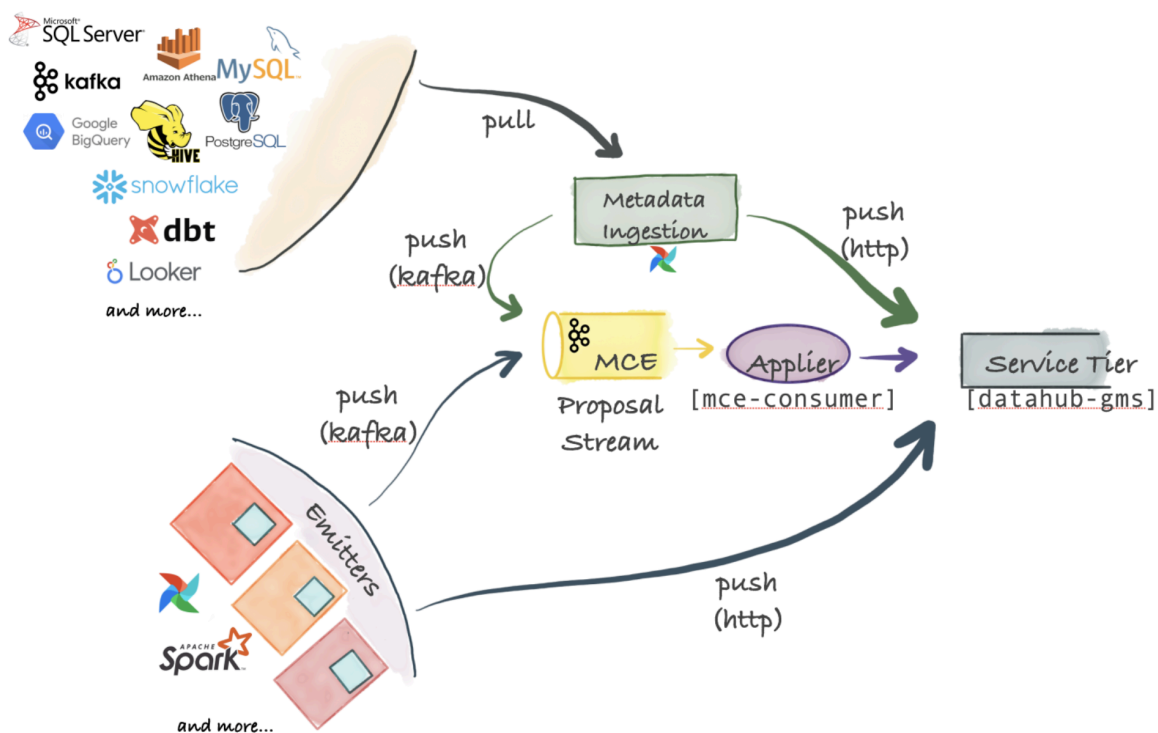 Microsoft®
SQL Server®
Amazon Athena
MySQL™
kafka
Google
BigQuery
HIVE
PostgreSQL
snowflake
dbt
Looker
and more...
pull
Metadata
Ingestion
push
(kafka)
push
(http)
MCE
Proposal
Stream
Applier
[mce-consumer]
Service Tier
[datahub-gms]
push
(kafka)
Emitters
push
(http)
APACHE
Spark™
and more...